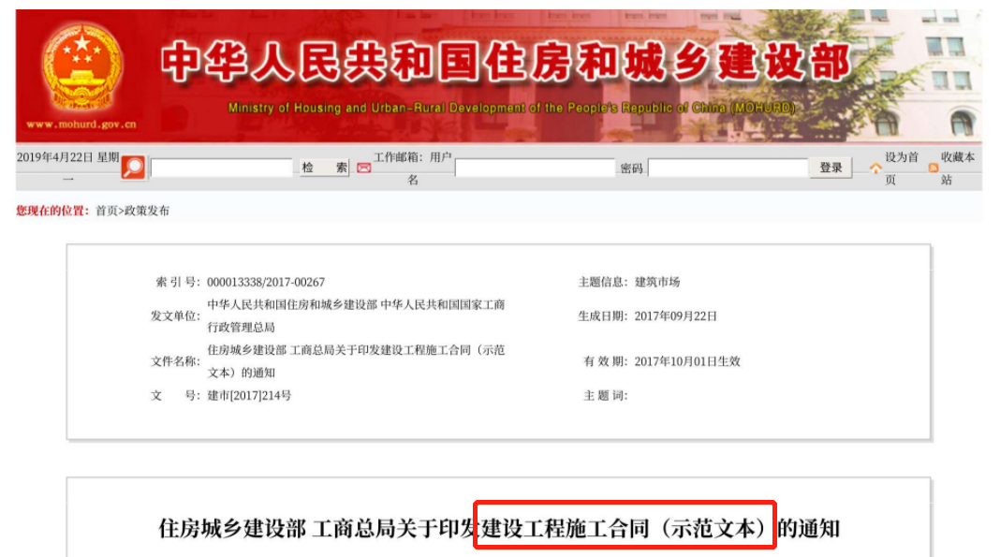 中华人民共和国住房和城乡建设部
Ministry of Housing and Urban-Rural Development of the People's Republic of China (MOHURD)
www.mohurd.gov.cn
2019年4月22日 星期一
检 索
工作邮箱：用户名
密码
登录
设为首页
收藏本站
您现在的位置：首页>政策发布
索 引 号：000013338/2017-00267
主题信息：建筑市场
发文单位：中华人民共和国住房和城乡建设部 中华人民共和国国家工商
行政管理总局
生成日期：2017年09月22日
文件名称：住房城乡建设部 工商总局关于印发建设工程施工合同（示范
文本）的通知
有 效 期：2017年10月01日生效
文 号：建市[2017]214号
主 题 词：
住房城乡建设部 工商总局关于印发建设工程施工合同（示范文本）的通知